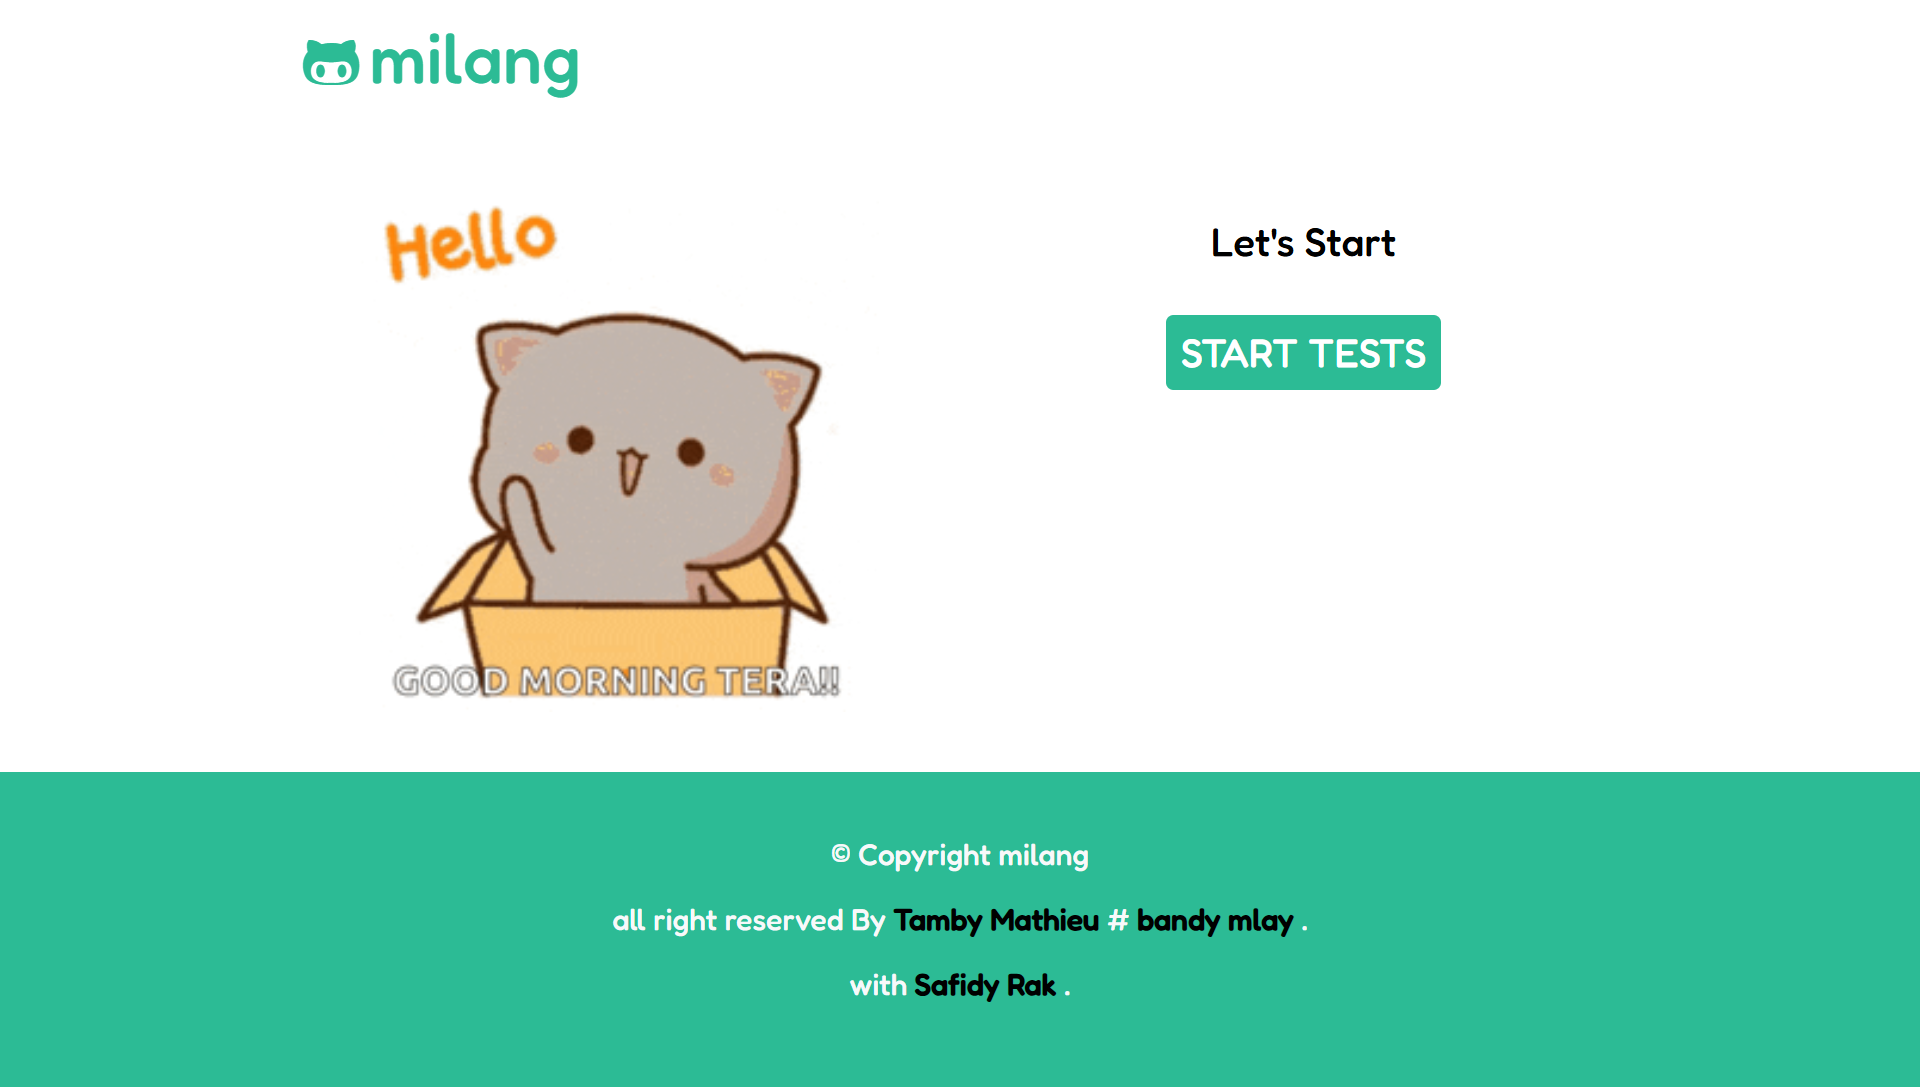 milang
Hello
GOOD MORNING TERA!!
Let's Start
START TESTS
© Copyright milang
all right reserved By Tamby Mathieu # bandy mlay .
with Safidy Rak .